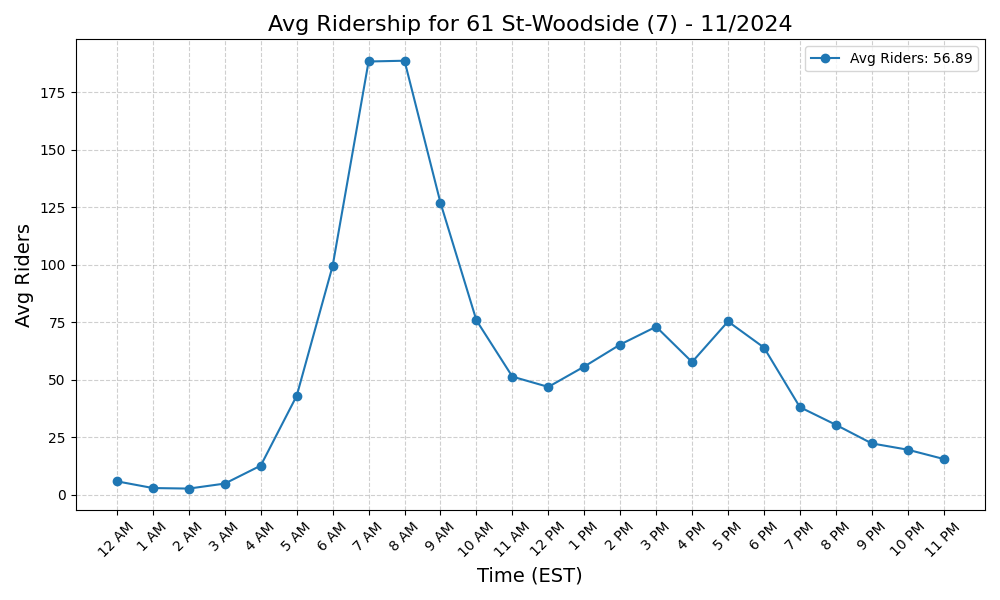 Avg Ridership for 61 St-Woodside (7) - 11/2024
Avg Riders: 56.89
Avg Riders
175
150
125
100
75
50
25
0
12 AM
1 AM
2 AM
3 AM
4 AM
5 AM
6 AM
7 AM
8 AM
9 AM
10 AM
11 AM
12 PM
1 PM
2 PM
3 PM
4 PM
5 PM
6 PM
7 PM
8 PM
9 PM
10 PM
11 PM
Time (EST)